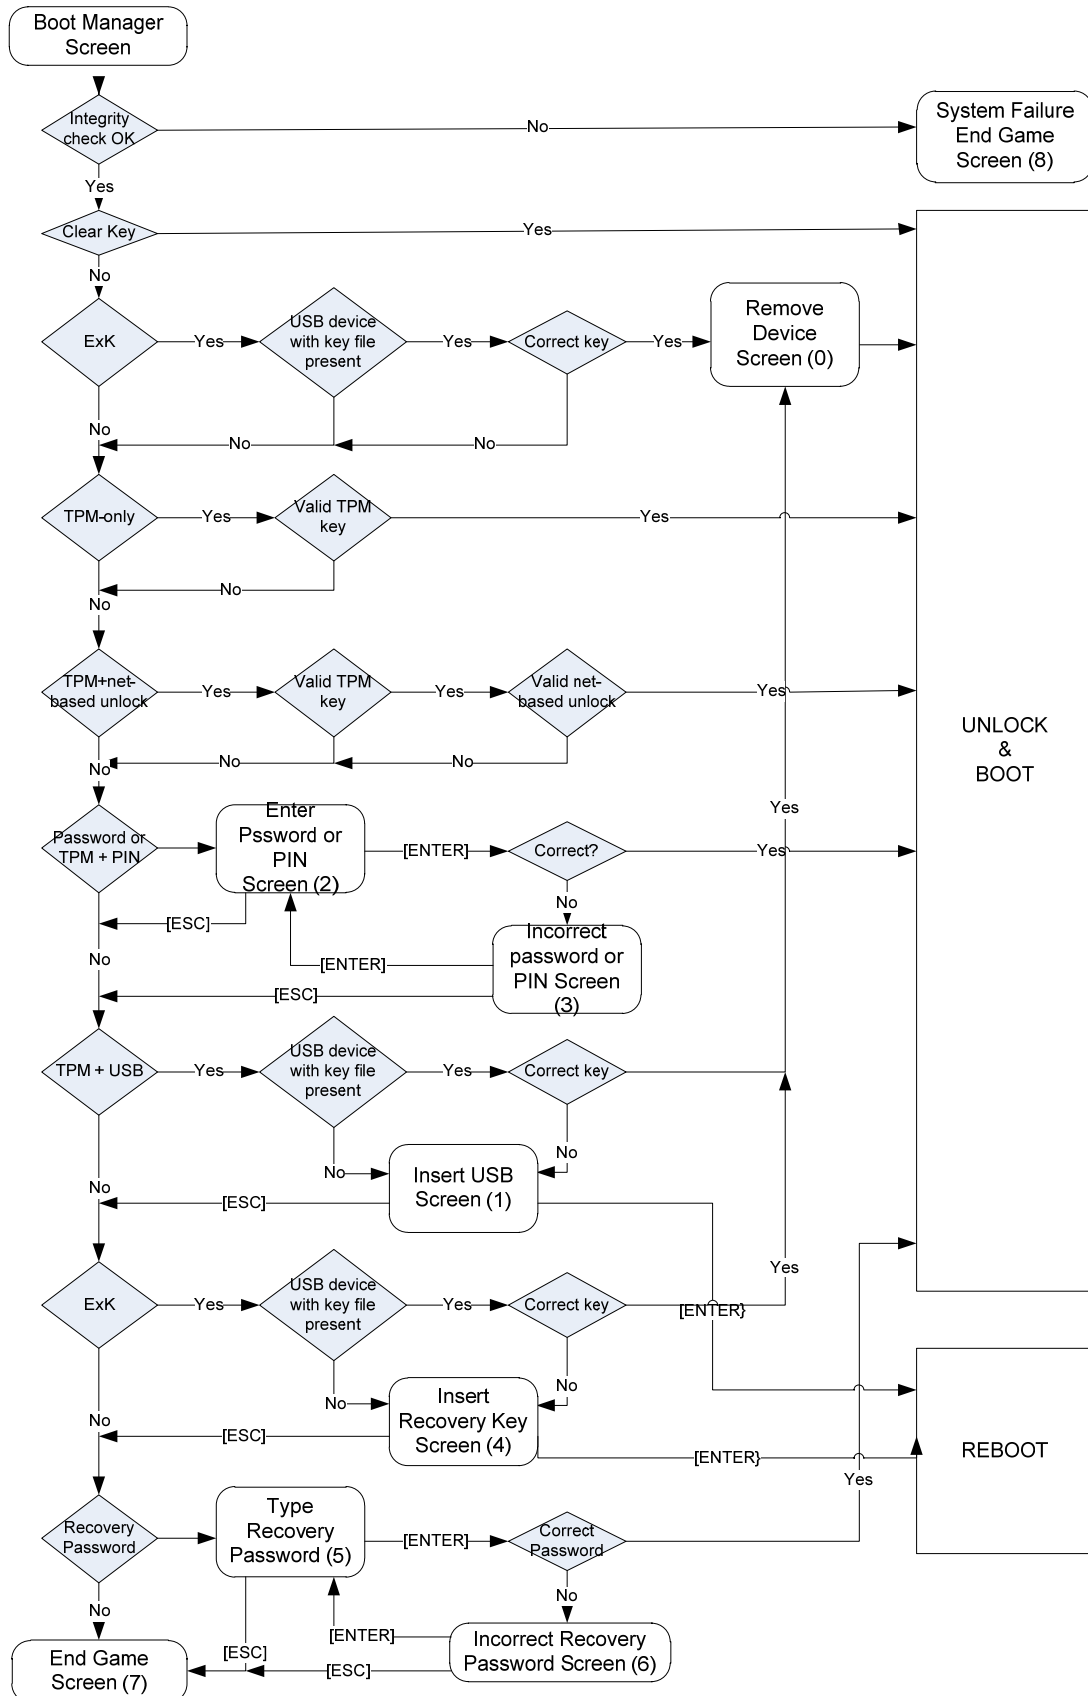 Boot Manager
Screen
Integrity
check OK
No
System Failure
End Game
Screen (8)
Yes
Clear Key
Yes
No
ExK
Yes
USB device
with key file
present
Yes
Correct key
Yes
Remove
Device
Screen (0)
No
No
No
TPM-only
Yes
Valid TPM
key
Yes
No
No
TPM+net-
based unlock
Yes
Valid TPM
key
Yes
Valid net-
based unlock
Yes
UNLOCK
&
BOOT
No
No
No
Password or
TPM + PIN
Enter
Pssword or
PIN
Screen (2)
[ENTER]
Correct?
Yes
Yes
[ESC]
No
No
Incorrect
password or
PIN Screen
(3)
[ENTER]
[ESC]
TPM + USB
Yes
USB device
with key file
present
Yes
Correct key
No
No
Insert USB
Screen (1)
No
[ESC]
Yes
ExK
Yes
USB device
with key file
present
Yes
Correct key
[ENTER}
No
No
Insert
Recovery Key
Screen (4)
No
[ESC]
[ENTER}
REBOOT
Yes
Recovery
Password
Type
Recovery
Password (5)
[ENTER]
Correct
Password
No
No
[ENTER]
Incorrect Recovery
Password Screen (6)
[ESC]
[ESC]
End Game
Screen (7)